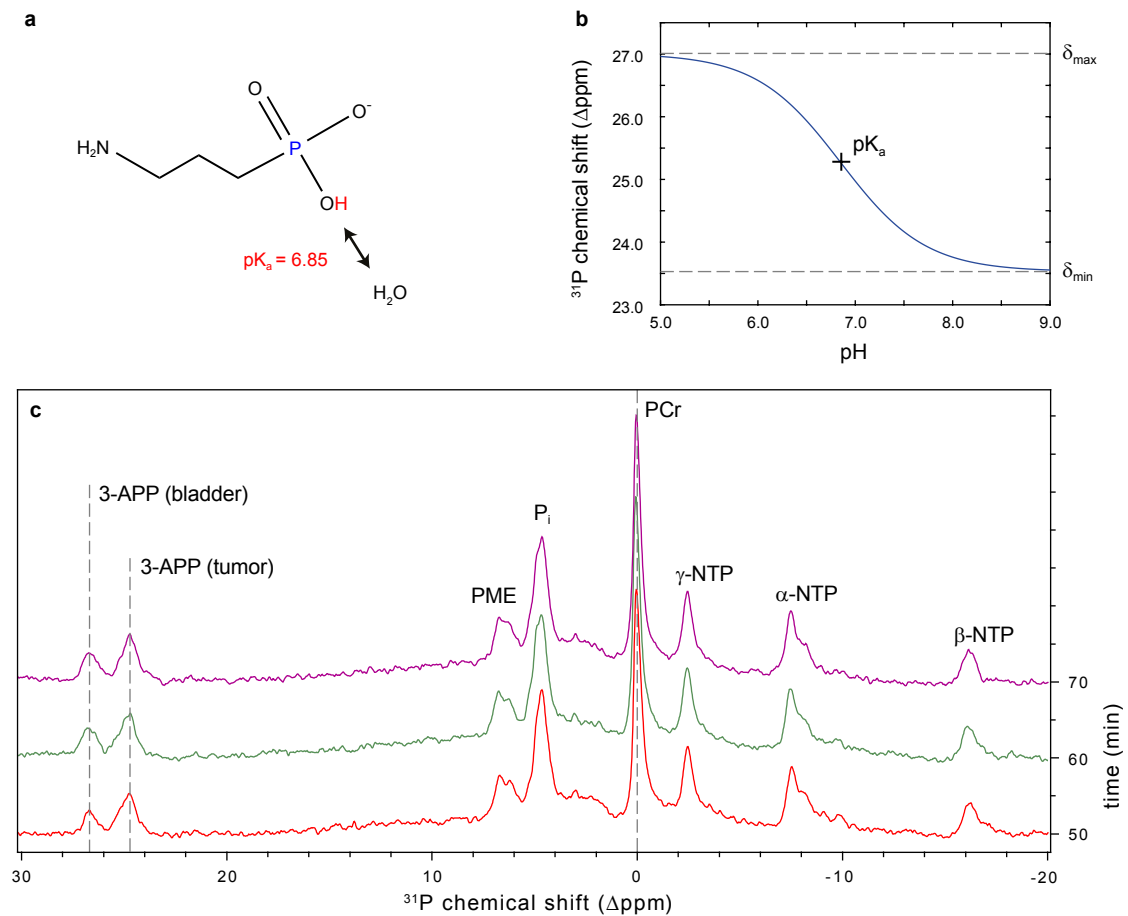 a
O
O⁻
P
H₂N
OH
pKₐ = 6.85
H₂O
b
³¹P chemical shift (Δppm)
27.0
26.0
25.0
24.0
23.0
δmax
pKₐ
δmin
5.0 6.0 7.0 8.0 9.0
pH
c
PCr
3-APP (bladder)
Pᵢ
3-APP (tumor)
γ-NTP
PME
α-NTP
β-NTP
70
60
50
time (min)
30 20 10 0 -10 -20
³¹P chemical shift (Δppm)